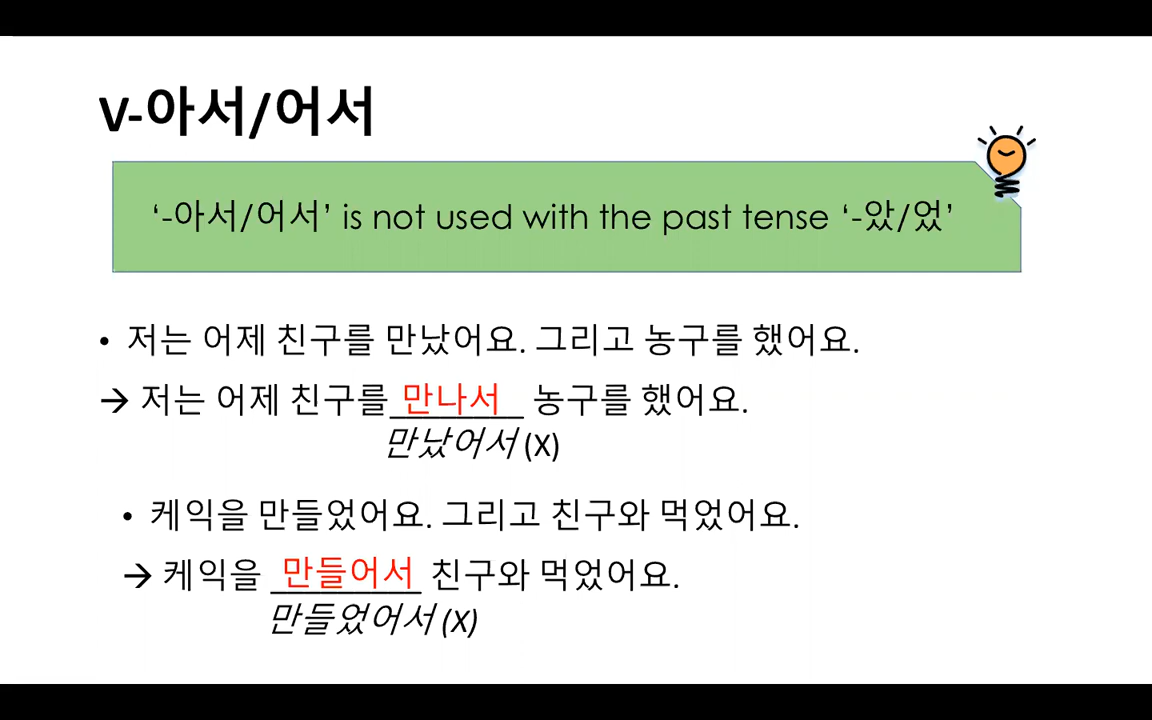 V-아서/어서
‘-아서/어서’ is not used with the past tense ‘-았/었’
• 저는 어제 친구를 만났어요. 그리고 농구를 했어요.
→ 저는 어제 친구를 만나서 농구를 했어요.
만났어서 (X)
• 케익을 만들었어요. 그리고 친구와 먹었어요.
→ 케익을 만들어서 친구와 먹었어요.
만들었어서 (X)